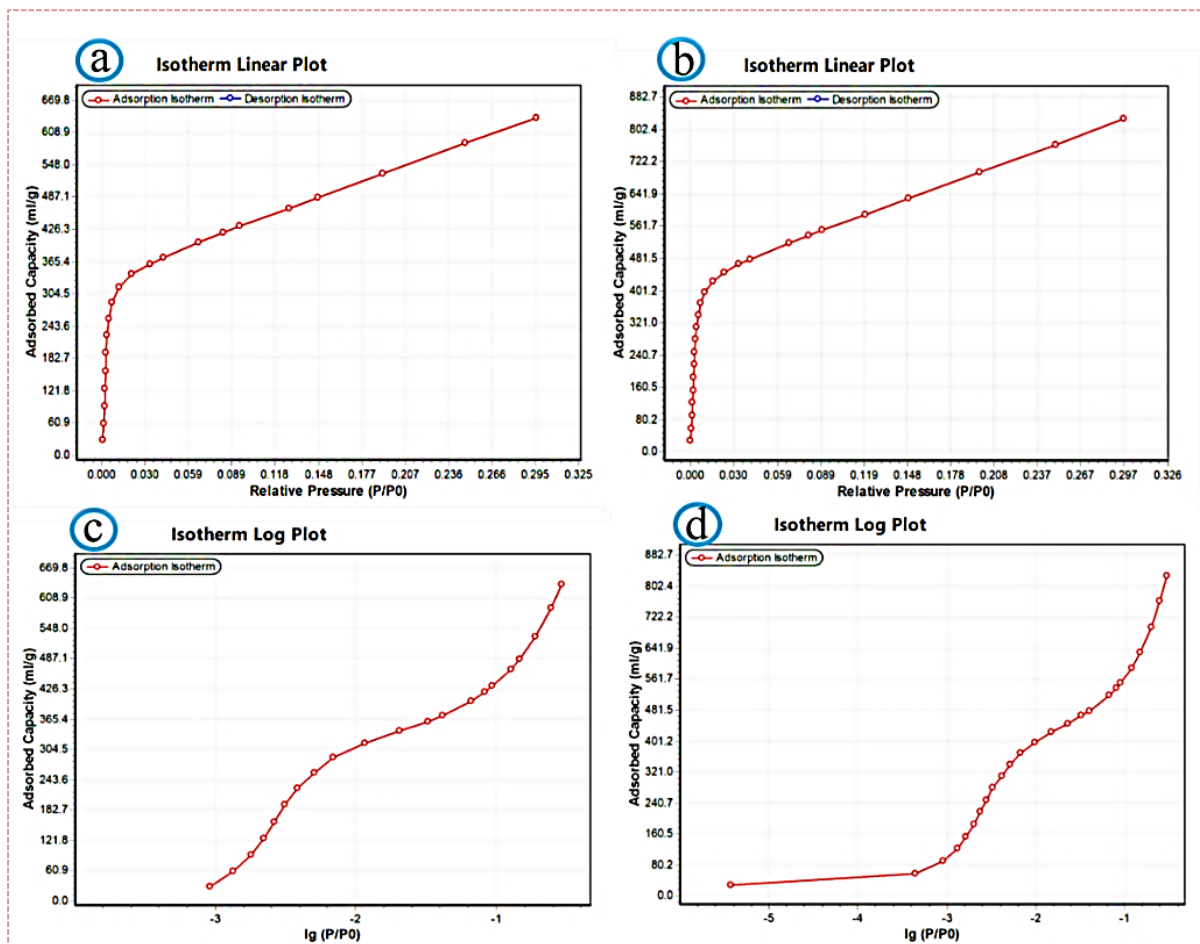 a
Isotherm Linear Plot
Adsorption Isotherm Desorption Isotherm
669.8
608.9
548.0
487.1
426.3
365.4
304.5
243.6
182.7
121.8
60.9
0.0
Adsorbed Capacity (ml/g)
0.000 0.030 0.059 0.089 0.118 0.148 0.177 0.207 0.236 0.266 0.295 0.325
Relative Pressure (P/P0)
b
Isotherm Linear Plot
Adsorption Isotherm Desorption Isotherm
882.7
802.4
722.2
641.9
561.7
481.5
401.2
321.0
240.7
160.5
80.2
0.0
Adsorbed Capacity (ml/g)
0.000 0.030 0.059 0.089 0.119 0.148 0.178 0.208 0.237 0.267 0.297 0.326
Relative Pressure (P/P0)
c
Isotherm Log Plot
Adsorption Isotherm
669.8
608.9
548.0
487.1
426.3
365.4
304.5
243.6
182.7
121.8
60.9
0.0
Adsorbed Capacity (ml/g)
-3 -2 -1
lg (P/P0)
d
Isotherm Log Plot
Adsorption Isotherm
882.7
802.4
722.2
641.9
561.7
481.5
401.2
321.0
240.7
160.5
80.2
0.0
Adsorbed Capacity (ml/g)
-5 -4 -3 -2 -1
lg (P/P0)